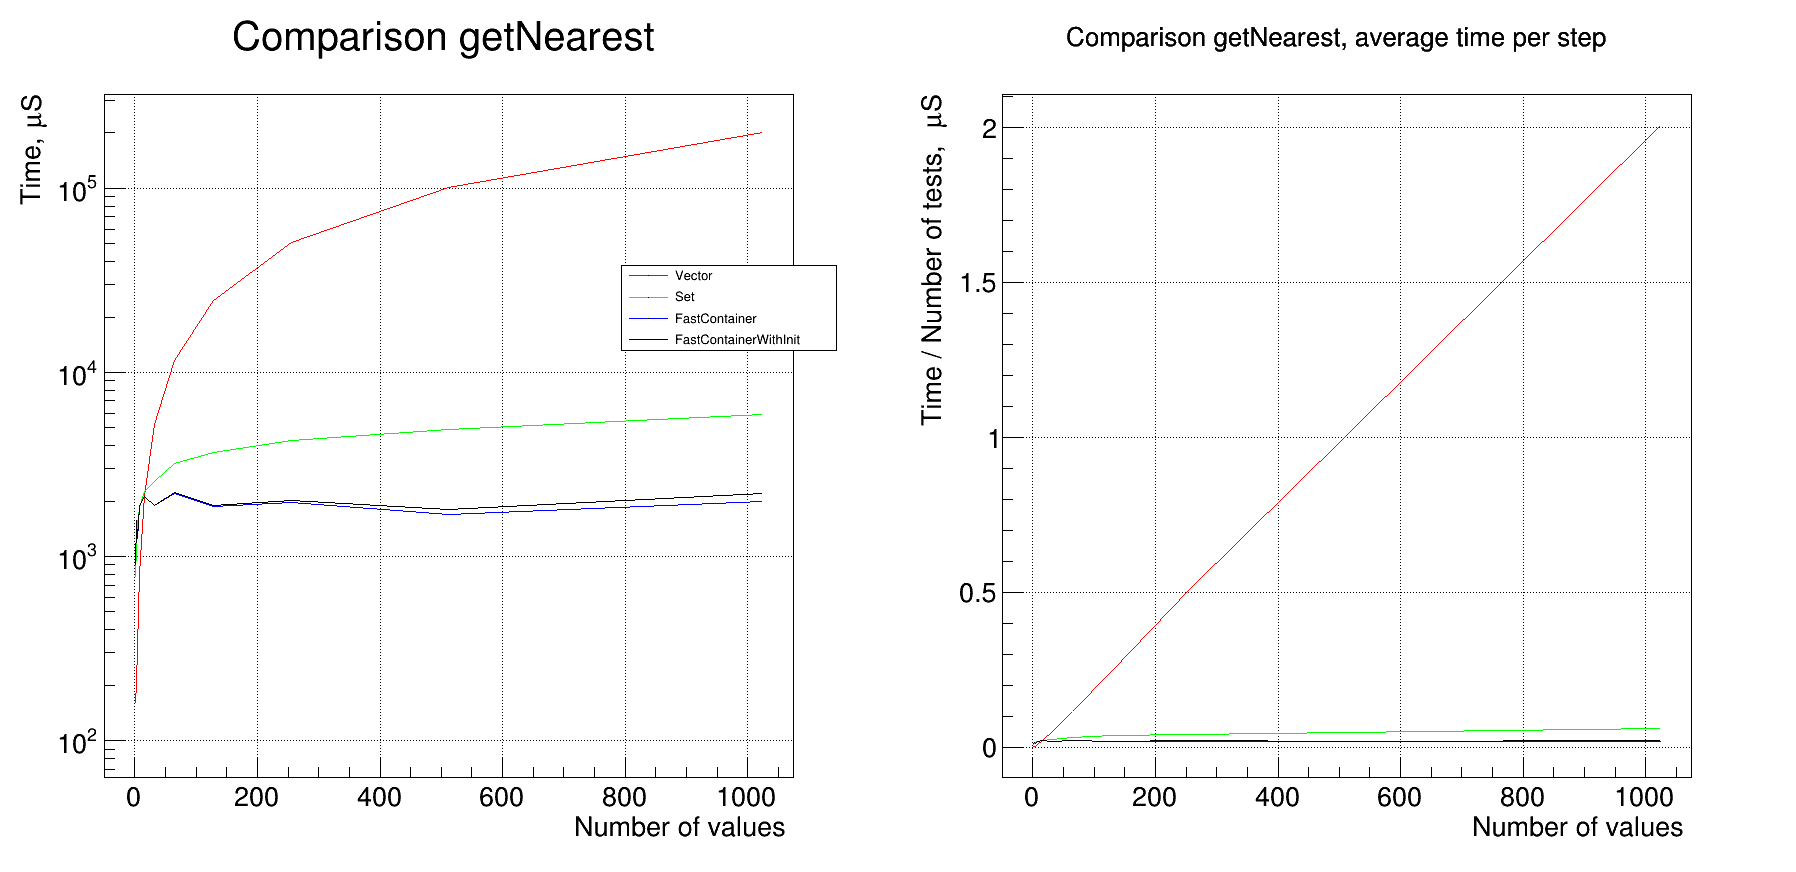 Comparison getNearest
Time, μS
10^5
10^4
10^3
10^2
0 200 400 600 800 1000
Number of values
Vector
Set
FastContainer
FastContainerWithInit
Comparison getNearest, average time per step
Time / Number of tests, μS
2
1.5
1
0.5
0
0 200 400 600 800 1000
Number of values